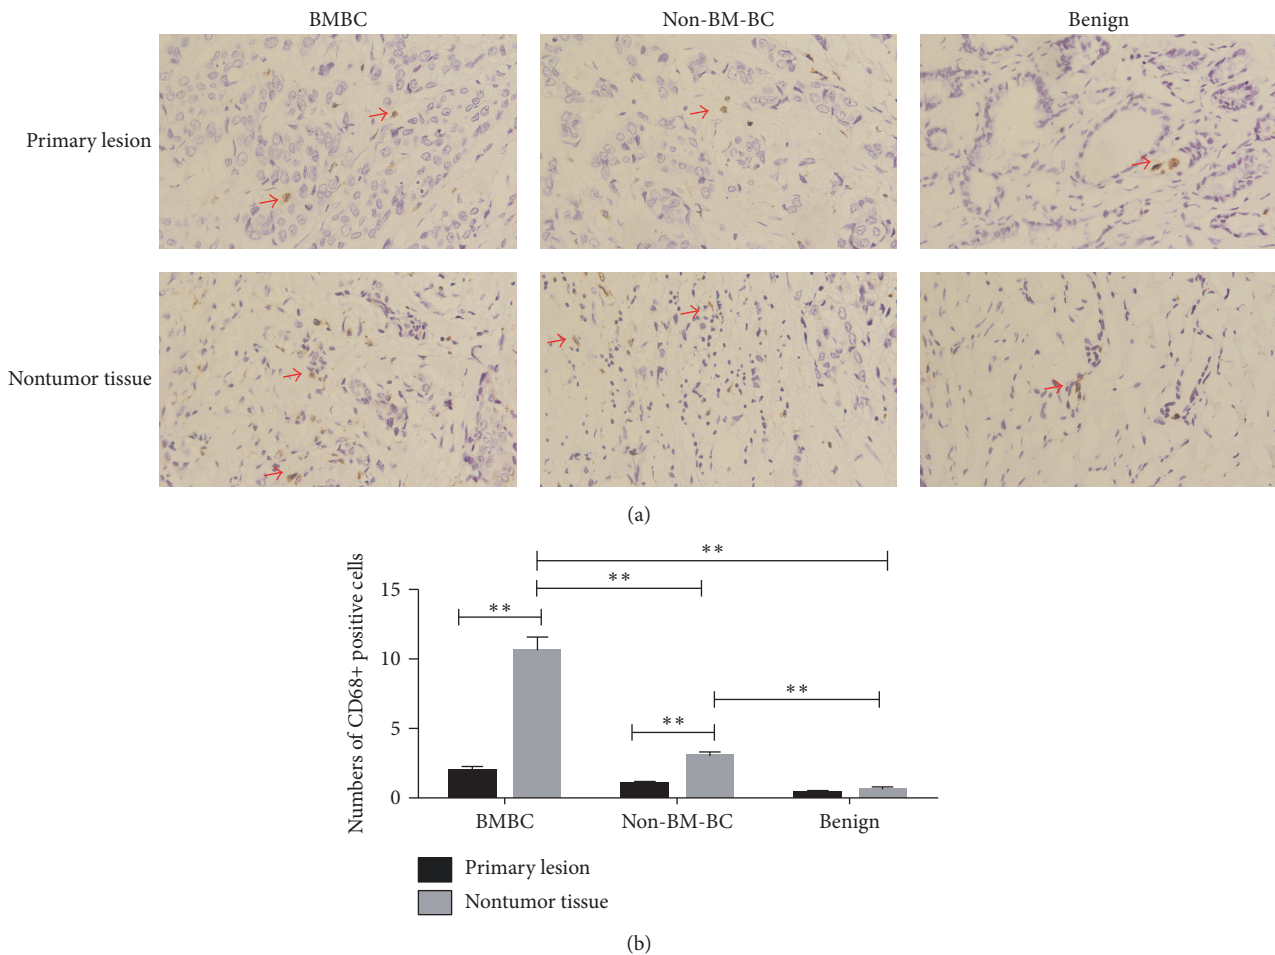 BMBC Non-BM-BC Benign
Primary lesion
Nontumor tissue
(a)
Numbers of CD68+ positive cells
15
10
5
0
**
**
**
**
**
BMBC Non-BM-BC Benign
Primary lesion
Nontumor tissue
(b)